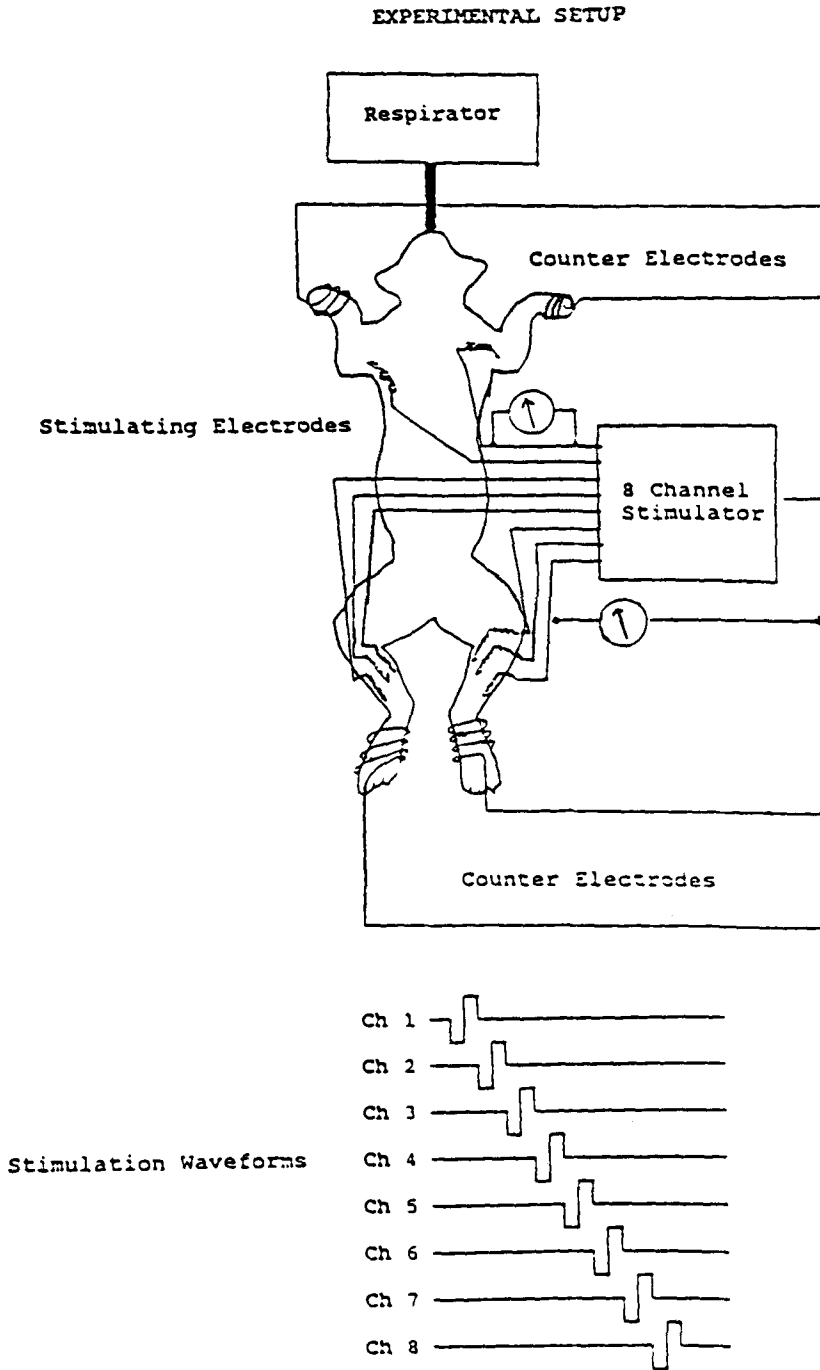 EXPERIMENTAL SETUP
Respirator
Counter Electrodes
Stimulating Electrodes
8 Channel
Stimulator
Counter Electrodes
Ch 1
Ch 2
Ch 3
Stimulation Waveforms
Ch 4
Ch 5
Ch 6
Ch 7
Ch 8